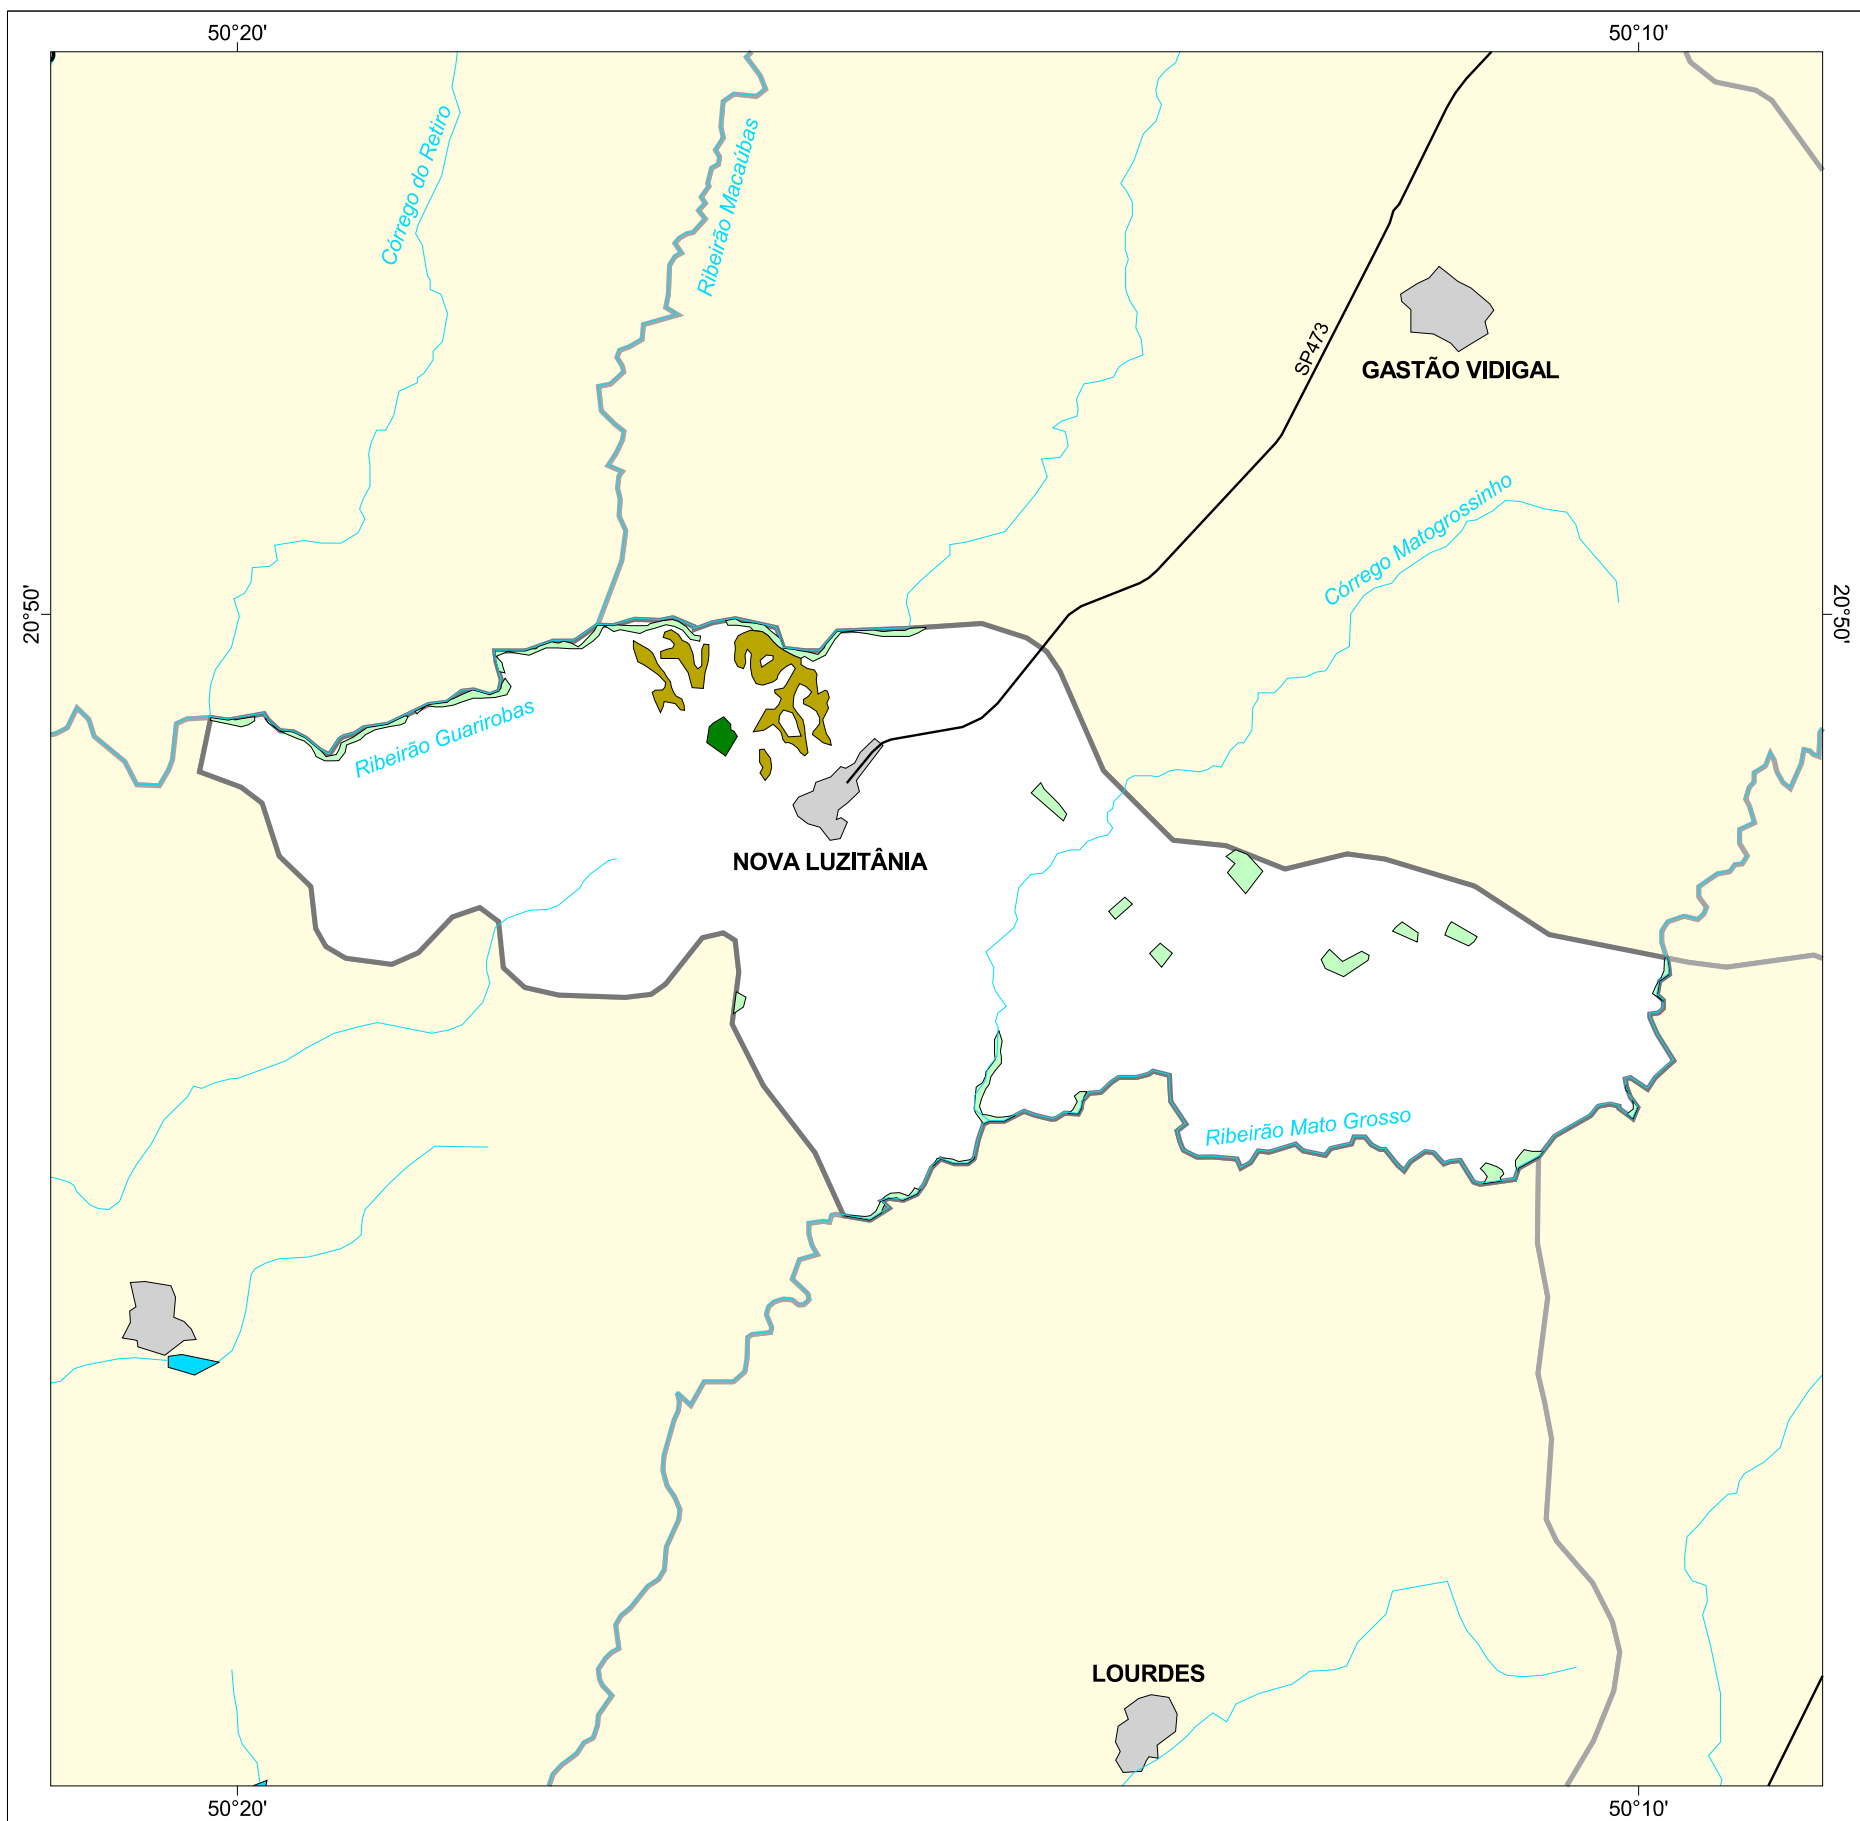 50°20'
50°10'
Córrego do Retiro
Ribeirão Macaúbas
SP473
GASTÃO VIDIGAL
Córrego Matogrossinho
20°50'
20°50'
Ribeirão Guarirobas
NOVA LUZITÂNIA
Ribeirão Mato Grosso
LOURDES
50°20'
50°10'